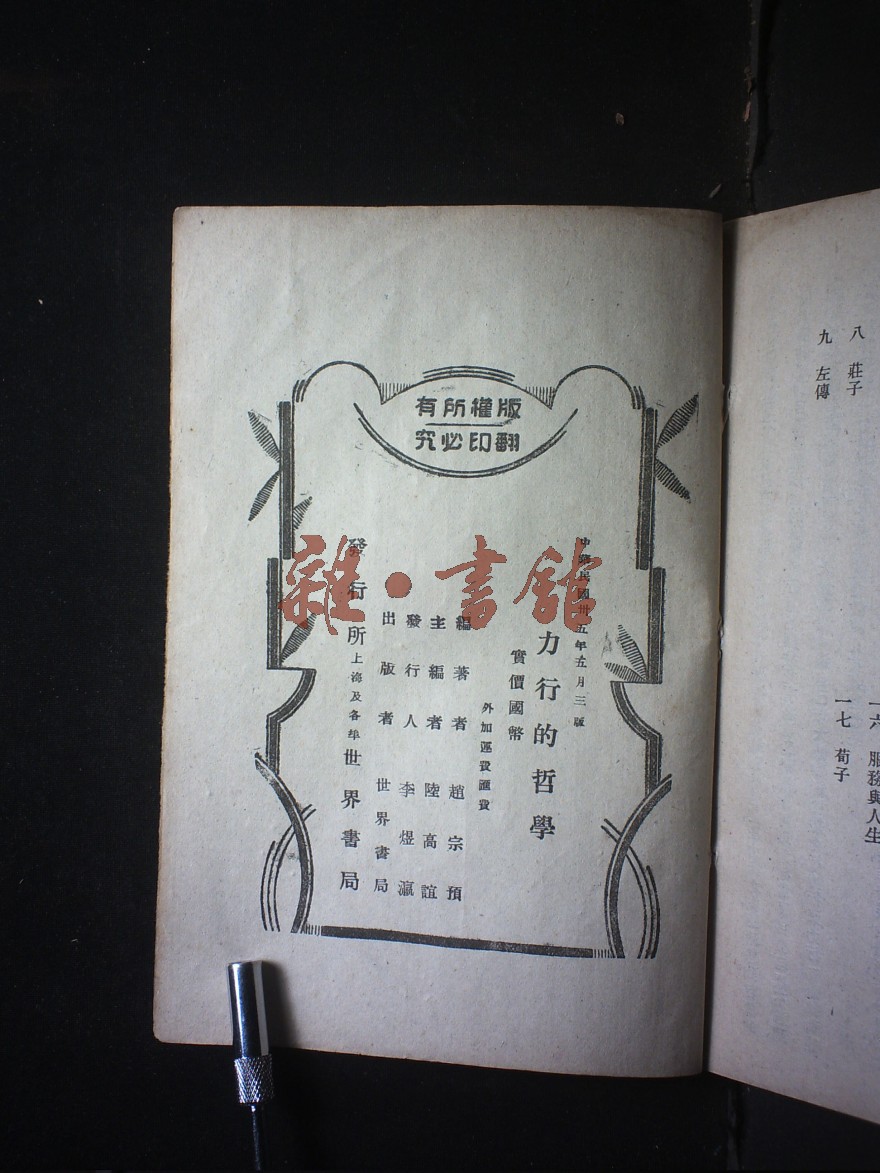 版權所有
翻印必究
中華民國卅五年五月三版
力行的哲學
實價國幣
外加運費匯費
編著者 趙宗預
主編者 陸高誼
發行人 李煜瀛
出版者 世界書局
發行所 上海及各埠 世界書局
雜·書館
八 莊子
九 左傳
一六 服務與人生
一七 荀子